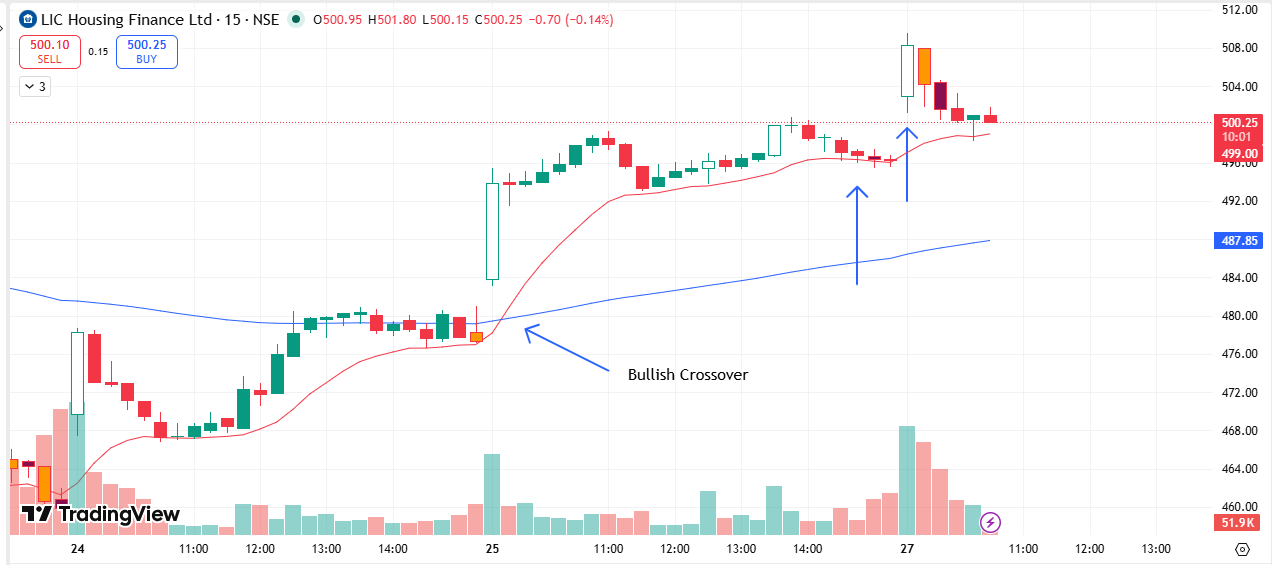 LIC Housing Finance Ltd · 15 · NSE O500.95 H501.80 L500.15 C500.25 −0.70 (−0.14%)
500.10 0.15 500.25
SELL BUY
3
512.00
508.00
504.00
500.25
10:01
499.00
496.00
492.00
487.85
484.00
480.00
476.00
472.00
468.00
464.00
460.00
51.9K
Bullish Crossover
TradingView
24 11:00 12:00 13:00 14:00 25 11:00 12:00 13:00 14:00 27 11:00 12:00 13:00